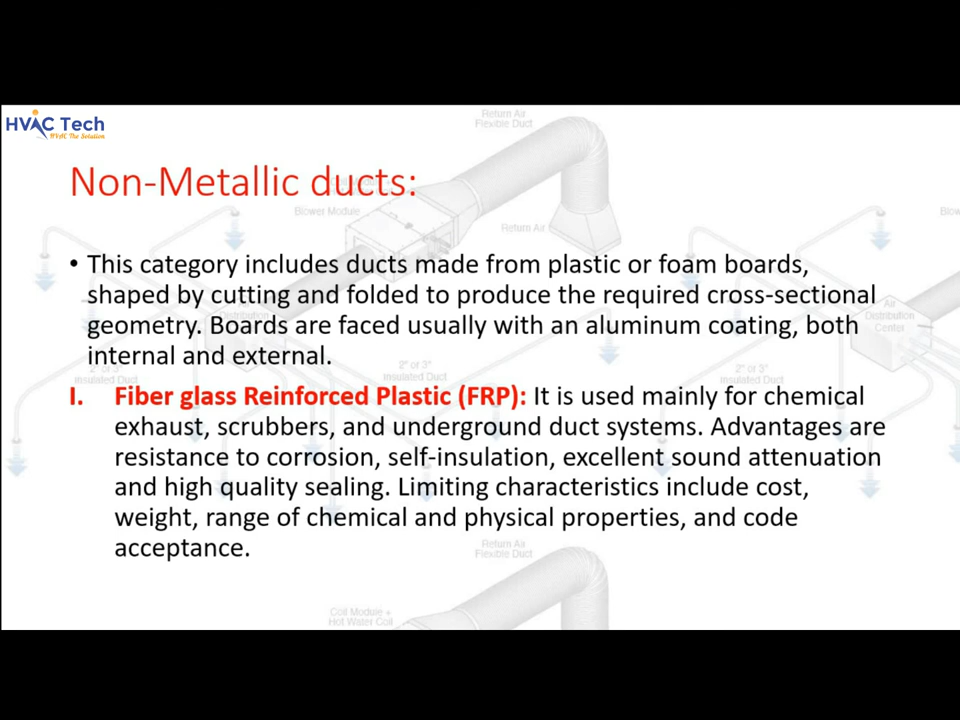 HVAC Tech
HVAC The Solution
Return Air
Flexible Duct
Non-Metallic ducts:
Blower Module
Return Air
• This category includes ducts made from plastic or foam boards,
shaped by cutting and folded to produce the required cross-sectional
geometry. Boards are faced usually with an aluminum coating, both
internal and external.
Air
Distribution
Center
2" or 3"
Insulated Duct
2" or 3"
Insulated Duct
2" or 3"
Insulated Duct
I. Fiber glass Reinforced Plastic (FRP): It is used mainly for chemical
exhaust, scrubbers, and underground duct systems. Advantages are
resistance to corrosion, self-insulation, excellent sound attenuation
and high quality sealing. Limiting characteristics include cost,
weight, range of chemical and physical properties, and code
acceptance.
Return Air
Flexible Duct
Coil Module +
Hot Water Coil